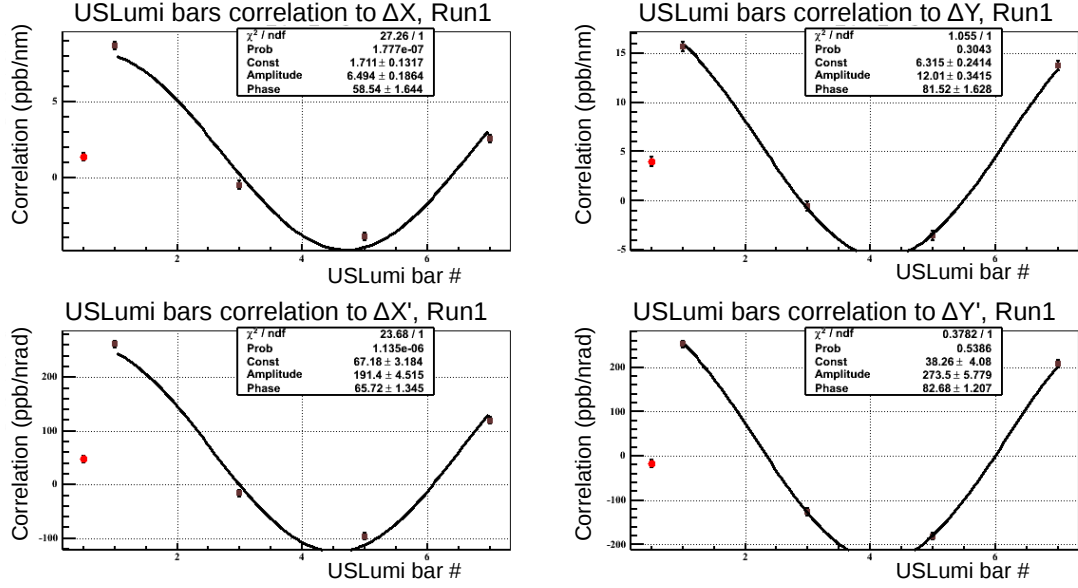 USLumi bars correlation to ΔX, Run1
χ² / ndf 27.26 / 1
Prob 1.777e-07
Const 1.711 ± 0.1317
Amplitude 6.494 ± 0.1864
Phase 58.54 ± 1.644
Correlation (ppb/nm)
5
0
2
4
6
USLumi bar #
USLumi bars correlation to ΔY, Run1
χ² / ndf 1.055 / 1
Prob 0.3043
Const 6.315 ± 0.2414
Amplitude 12.01 ± 0.3415
Phase 81.52 ± 1.628
Correlation (ppb/nm)
15
10
5
0
-5
2
4
6
USLumi bar #
USLumi bars correlation to ΔX', Run1
χ² / ndf 23.68 / 1
Prob 1.135e-06
Const 67.18 ± 3.184
Amplitude 191.4 ± 4.515
Phase 65.72 ± 1.345
Correlation (ppb/nrad)
200
100
0
-100
2
4
6
USLumi bar #
USLumi bars correlation to ΔY', Run1
χ² / ndf 0.3782 / 1
Prob 0.5386
Const 38.26 ± 4.08
Amplitude 273.5 ± 5.779
Phase 82.68 ± 1.207
Correlation (ppb/nrad)
200
100
0
-100
-200
2
4
6
USLumi bar #